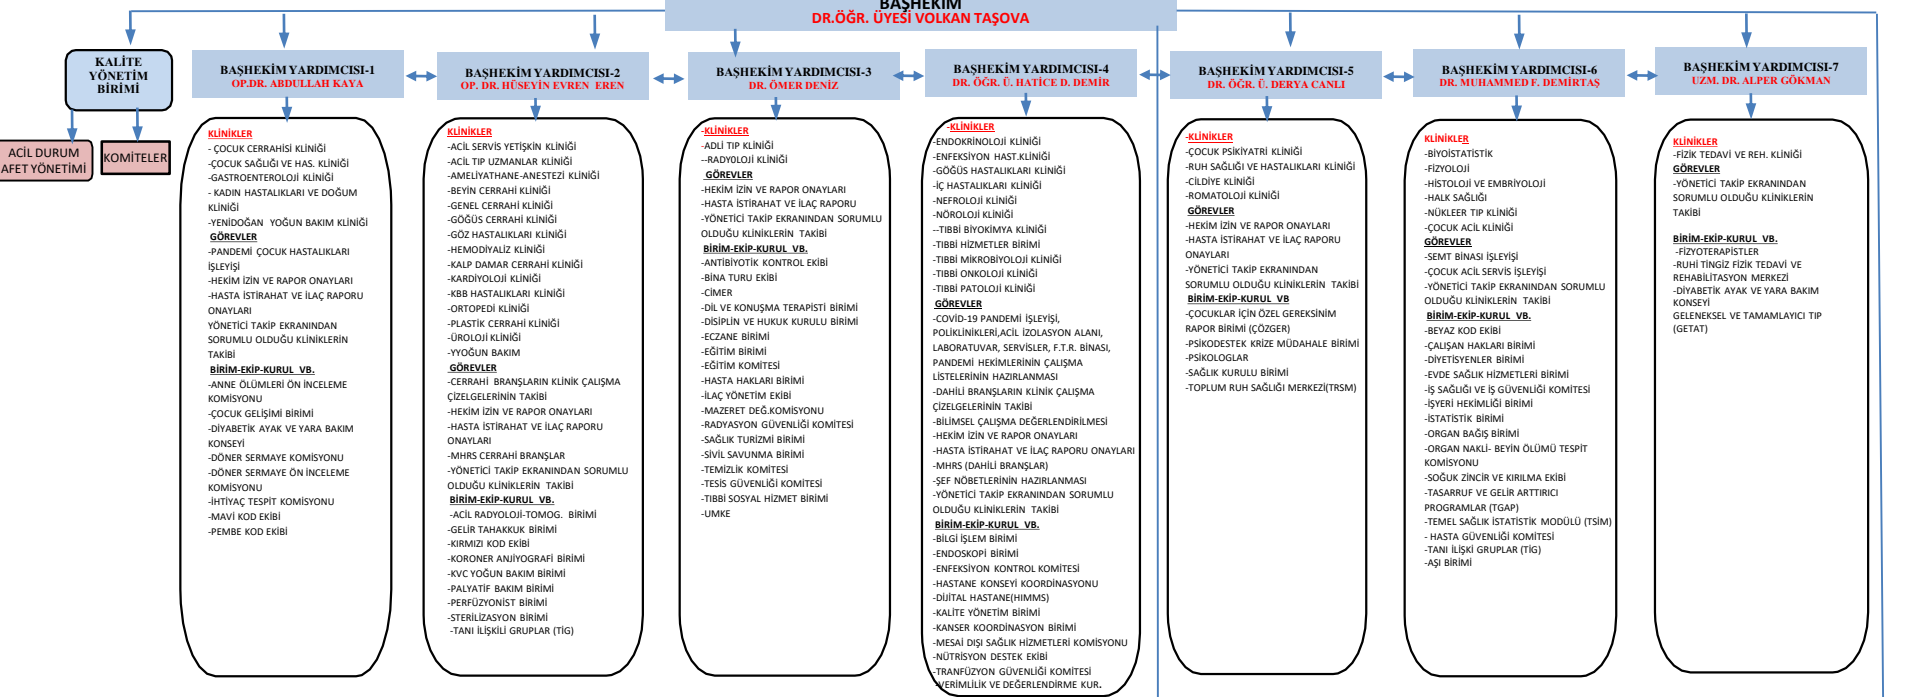 BAŞHEKİM
DR.ÖĞR. ÜYESİ VOLKAN TAŞOVA
KALİTE
YÖNETİM
BİRİMİ
ACİL DURUM
AFET YÖNETİMİ
KOMİTELER
BAŞHEKİM YARDIMCISI-1
OP.DR. ABDULLAH KAYA
KLİNİKLER
- ÇOCUK CERRAHİSİ KLİNİĞİ
-ÇOCUK SAĞLIĞI VE HAS. KLİNİĞİ
-GASTROENTEROLOJİ KLİNİĞİ
- KADIN HASTALIKLARI VE DOĞUM
KLİNİĞİ
-YENİDOĞAN YOĞUN BAKIM KLİNİĞİ
GÖREVLER
-PANDEMİ ÇOCUK HASTALIKLARI
İŞLEYİŞİ
-HEKİM İZİN VE RAPOR ONAYLARI
-HASTA İSTİRAHAT VE İLAÇ RAPORU
ONAYLARI
YÖNETİCİ TAKİP EKRANINDAN
SORUMLU OLDUĞU KLİNİKLERİN
TAKİBİ
BİRİM-EKİP-KURUL VB.
-ANNE ÖLÜMLERİ ÖN İNCELEME
KOMİSYONU
-ÇOCUK GELİŞİMİ BİRİMİ
-DİYABETİK AYAK VE YARA BAKIM
KONSEYİ
-DÖNER SERMAYE KOMİSYONU
-DÖNER SERMAYE ÖN İNCELEME
KOMİSYONU
-İHTİYAÇ TESPİT KOMİSYONU
-MAVİ KOD EKİBİ
-PEMBE KOD EKİBİ
BAŞHEKİM YARDIMCISI-2
OP. DR. HÜSEYİN EVREN EREN
KLİNİKLER
-ACİL SERVİS YETİŞKİN KLİNİĞİ
-ACİL TIP UZMANLAR KLİNİĞİ
-AMELİYATHANE-ANESTEZİ KLİNİĞİ
-BEYİN CERRAHİ KLİNİĞİ
-GENEL CERRAHİ KLİNİĞİ
-GÖĞÜS CERRAHİ KLİNİĞİ
-GÖZ HASTALIKLARI KLİNİĞİ
-HEMODİYALİZ KLİNİĞİ
-KALP DAMAR CERRAHİ KLİNİĞİ
-KARDİYOLOJİ KLİNİĞİ
-KBB HASTALIKLARI KLİNİĞİ
-ORTOPEDİ KLİNİĞİ
-PLASTİK CERRAHİ KLİNİĞİ
-ÜROLOJİ KLİNİĞİ
-YYOĞUN BAKIM
GÖREVLER
-CERRAHİ BRANŞLARIN KLİNİK ÇALIŞMA
ÇİZELGELERİNİN TAKİBİ
-HEKİM İZİN VE RAPOR ONAYLARI
-HASTA İSTİRAHAT VE İLAÇ RAPORU
ONAYLARI
-MHRS CERRAHİ BRANŞLAR
-YÖNETİCİ TAKİP EKRANINDAN SORUMLU
OLDUĞU KLİNİKLERİN TAKİBİ
BİRİM-EKİP-KURUL VB.
-ACİL RADYOLOJİ-TOMOG. BİRİMİ
-GELİR TAHAKKUK BİRİMİ
-KIRMIZI KOD EKİBİ
-KORONER ANJİYOGRAFİ BİRİMİ
-KVC YOĞUN BAKIM BİRİMİ
-PALYATİF BAKIM BİRİMİ
-PERFÜZYONİST BİRİMİ
-STERİLİZASYON BİRİMİ
-TANI İLİŞKİLİ GRUPLAR (TİG)
BAŞHEKİM YARDIMCISI-3
DR. ÖMER DENİZ
-KLİNİKLER
-ADLİ TIP KLİNİĞİ
--RADYOLOJİ KLİNİĞİ
GÖREVLER
-HEKİM İZİN VE RAPOR ONAYLARI
-HASTA İSTİRAHAT VE İLAÇ RAPORU
-YÖNETİCİ TAKİP EKRANINDAN SORUMLU
OLDUĞU KLİNİKLERİN TAKİBİ
BİRİM-EKİP-KURUL VB.
-ANTİBİYOTİK KONTROL EKİBİ
-BİNA TURU EKİBİ
-CİMER
-DİL VE KONUŞMA TERAPİSTİ BİRİMİ
-DİSİPLİN VE HUKUK KURULU BİRİMİ
-ECZANE BİRİMİ
-EĞİTİM BİRİMİ
-EĞİTİM KOMİTESİ
-HASTA HAKLARI BİRİMİ
-İLAÇ YÖNETİM EKİBİ
-MAZERET DEĞ.KOMİSYONU
-RADYASYON GÜVENLİĞİ KOMİTESİ
-SAĞLIK TURİZMİ BİRİMİ
-SİVİL SAVUNMA BİRİMİ
-TEMİZLİK KOMİTESİ
-TESİS GÜVENLİĞİ KOMİTESİ
-TIBBİ SOSYAL HİZMET BİRİMİ
-UMKE
BAŞHEKİM YARDIMCISI-4
DR. ÖĞR. Ü. HATİCE D. DEMİR
-KLİNİKLER
-ENDOKRİNOLOJİ KLİNİĞİ
-ENFEKSİYON HAST.KLİNİĞİ
-GÖĞÜS HASTALIKLARI KLİNİĞİ
-İÇ HASTALIKLARI KLİNİĞİ
-NEFROLOJİ KLİNİĞİ
-NÖROLOJİ KLİNİĞİ
--TIBBİ BİYOKİMYA KLİNİĞİ
-TIBBİ HİZMETLER BİRİMİ
-TIBBİ MİKROBİYOLOJİ KLİNİĞİ
-TIBBİ ONKOLOJİ KLİNİĞİ
-TIBBİ PATOLOJİ KLİNİĞİ
GÖREVLER
-COVİD-19 PANDEMİ İŞLEYİŞİ,
POLİKLİNİKLERİ,ACİL İZOLASYON ALANI,
LABORATUVAR, SERVİSLER, F.T.R. BİNASI,
PANDEMİ HEKİMLERİNİN ÇALIŞMA
LİSTELERİNİN HAZIRLANMASI
-DAHİLİ BRANŞLARIN KLİNİK ÇALIŞMA
ÇİZELGELERİNİN TAKİBİ
-BİLİMSEL ÇALIŞMA DEĞERLENDİRİLMESİ
-HEKİM İZİN VE RAPOR ONAYLARI
-HASTA İSTİRAHAT VE İLAÇ RAPORU ONAYLARI
-MHRS (DAHİLİ BRANŞLAR)
-ŞEF NÖBETLERİNİN HAZIRLANMASI
-YÖNETİCİ TAKİP EKRANINDAN SORUMLU
OLDUĞU KLİNİKLERİN TAKİBİ
BİRİM-EKİP-KURUL VB.
-BİLGİ İŞLEM BİRİMİ
-ENDOSKOPİ BİRİMİ
-ENFEKSİYON KONTROL KOMİTESİ
-HASTANE KONSEYİ KOORDİNASYONU
-DİJİTAL HASTANE(HIMMS)
-KALİTE YÖNETİM BİRİMİ
-KANSER KOORDİNASYON BİRİMİ
-MESAİ DIŞI SAĞLIK HİZMETLERİ KOMİSYONU
-NÜTRİSYON DESTEK EKİBİ
-TRANFÜZYON GÜVENLİĞİ KOMİTESİ
-VERİMLİLİK VE DEĞERLENDİRME KUR.
BAŞHEKİM YARDIMCISI-5
DR. ÖĞR. Ü. DERYA CANLI
-KLİNİKLER
-ÇOCUK PSİKİYATRİ KLİNİĞİ
-RUH SAĞLIĞI VE HASTALIKLARI KLİNİĞİ
-CİLDİYE KLİNİĞİ
-ROMATOLOJİ KLİNİĞİ
GÖREVLER
-HEKİM İZİN VE RAPOR ONAYLARI
-HASTA İSTİRAHAT VE İLAÇ RAPORU
ONAYLARI
-YÖNETİCİ TAKİP EKRANINDAN
SORUMLU OLDUĞU KLİNİKLERİN TAKİBİ
BİRİM-EKİP-KURUL VB
-ÇOCUKLAR İÇİN ÖZEL GEREKSİNİM
RAPOR BİRİMİ (ÇÖZGER)
-PSİKODESTEK KRİZE MÜDAHALE BİRİMİ
-PSİKOLOGLAR
-SAĞLIK KURULU BİRİMİ
-TOPLUM RUH SAĞLIĞI MERKEZİ(TRSM)
BAŞHEKİM YARDIMCISI-6
DR. MUHAMMED F. DEMİRTAŞ
KLİNİKLER
-BİYOİSTATİSTİK
-FİZYOLOJİ
-HİSTOLOJİ VE EMBRİYOLOJİ
-HALK SAĞLIĞI
-NÜKLEER TIP KLİNİĞİ
-ÇOCUK ACİL KLİNİĞİ
GÖREVLER
-SEMT BİNASI İŞLEYİŞİ
-ÇOCUK ACİL SERVİS İŞLEYİŞİ
-YÖNETİCİ TAKİP EKRANINDAN SORUMLU
OLDUĞU KLİNİKLERİN TAKİBİ
BİRİM-EKİP-KURUL VB.
-BEYAZ KOD EKİBİ
-ÇALIŞAN HAKLARI BİRİMİ
-DİYETİSYENLER BİRİMİ
-EVDE SAĞLIK HİZMETLERİ BİRİMİ
-İŞ SAĞLIĞI VE İŞ GÜVENLİĞİ KOMİTESİ
-İŞYERİ HEKİMLİĞİ BİRİMİ
-İSTATİSTİK BİRİMİ
-ORGAN BAĞIŞ BİRİMİ
-ORGAN NAKLİ- BEYİN ÖLÜMÜ TESPİT
KOMİSYONU
-SOĞUK ZİNCİR VE KIRILMA EKİBİ
-TASARRUF VE GELİR ARTTIRICI
PROGRAMLAR (TGAP)
-TEMEL SAĞLIK İSTATİSTİK MODÜLÜ (TSİM)
- HASTA GÜVENLİĞİ KOMİTESİ
-TANI İLİŞKİ GRUPLAR (TİG)
-AŞI BİRİMİ
BAŞHEKİM YARDIMCISI-7
UZM. DR. ALPER GÖKMAN
KLİNİKLER
-FİZİK TEDAVİ VE REH. KLİNİĞİ
GÖREVLER
-YÖNETİCİ TAKİP EKRANINDAN
SORUMLU OLDUĞU KLİNİKLERİN
TAKİBİ
BİRİM-EKİP-KURUL VB.
-FİZYOTERAPİSTLER
-RUHİ TİNGİZ FİZİK TEDAVİ VE
REHABİLİTASYON MERKEZİ
-DİYABETİK AYAK VE YARA BAKIM
KONSEYİ
GELENEKSEL VE TAMAMLAYICI TIP
(GETAT)